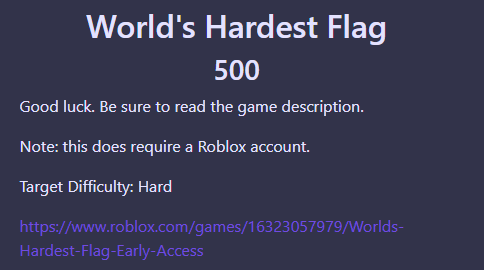 World's Hardest Flag
500
Good luck. Be sure to read the game description.
Note: this does require a Roblox account.
Target Difficulty: Hard
https://www.roblox.com/games/16323057979/Worlds-
Hardest-Flag-Early-Access